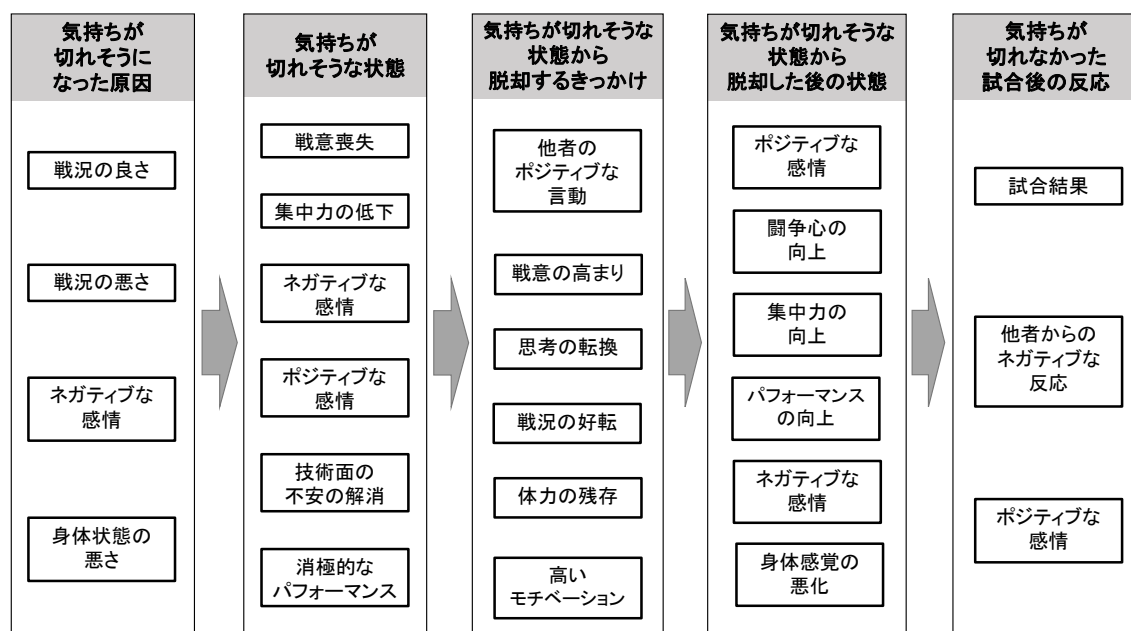 気持ちが
切れそうに
なった原因
戦況の良さ
戦況の悪さ
ネガティブな
感情
身体状態の
悪さ
気持ちが
切れそうな状態
戦意喪失
集中力の低下
ネガティブな
感情
ポジティブな
感情
技術面の
不安の解消
消極的な
パフォーマンス
気持ちが切れそうな
状態から
脱却するきっかけ
他者の
ポジティブな
言動
戦意の高まり
思考の転換
戦況の好転
体力の残存
高い
モチベーション
気持ちが切れそうな
状態から
脱却した後の状態
ポジティブな
感情
闘争心の
向上
集中力の
向上
パフォーマンス
の向上
ネガティブな
感情
身体感覚の
悪化
気持ちが
切れなかった
試合後の反応
試合結果
他者からの
ネガティブな
反応
ポジティブな
感情